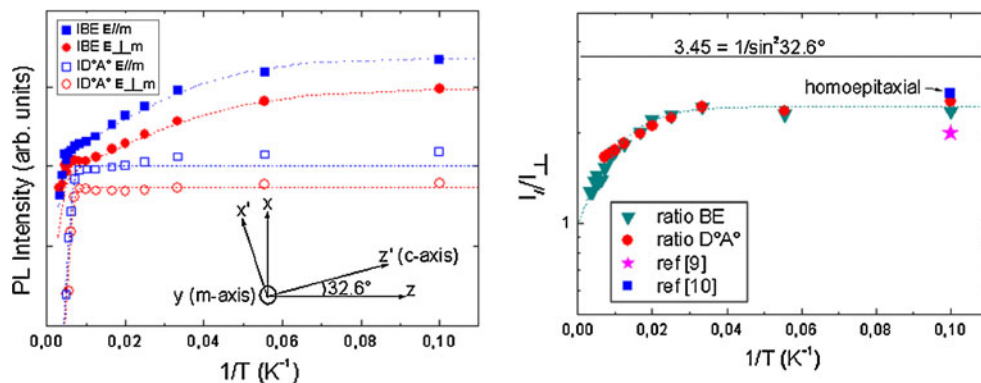 IBE E//m
IBE E⊥m
ID°A° E//m
ID°A° E⊥m
PL Intensity (arb. units)
x'
x
z' (c-axis)
32.6°
y (m-axis)
z
0,00 0,02 0,04 0,06 0,08 0,10
1/T (K⁻¹)
3.45 = 1/sin²32.6°
homoepitaxial
I//​/I⊥
1
ratio BE
ratio D°A°
ref [9]
ref [10]
0,00 0,02 0,04 0,06 0,08 0,10
1/T (K⁻¹)